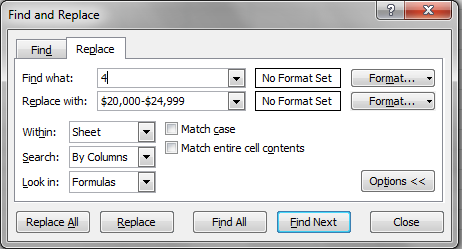 Find and Replace
Find Replace
Find what: 4 No Format Set Format...
Replace with: $20,000-$24,999 No Format Set Format...
Within: Sheet Match case
Search: By Columns Match entire cell contents
Look in: Formulas Options <<
Replace All Replace Find All Find Next Close